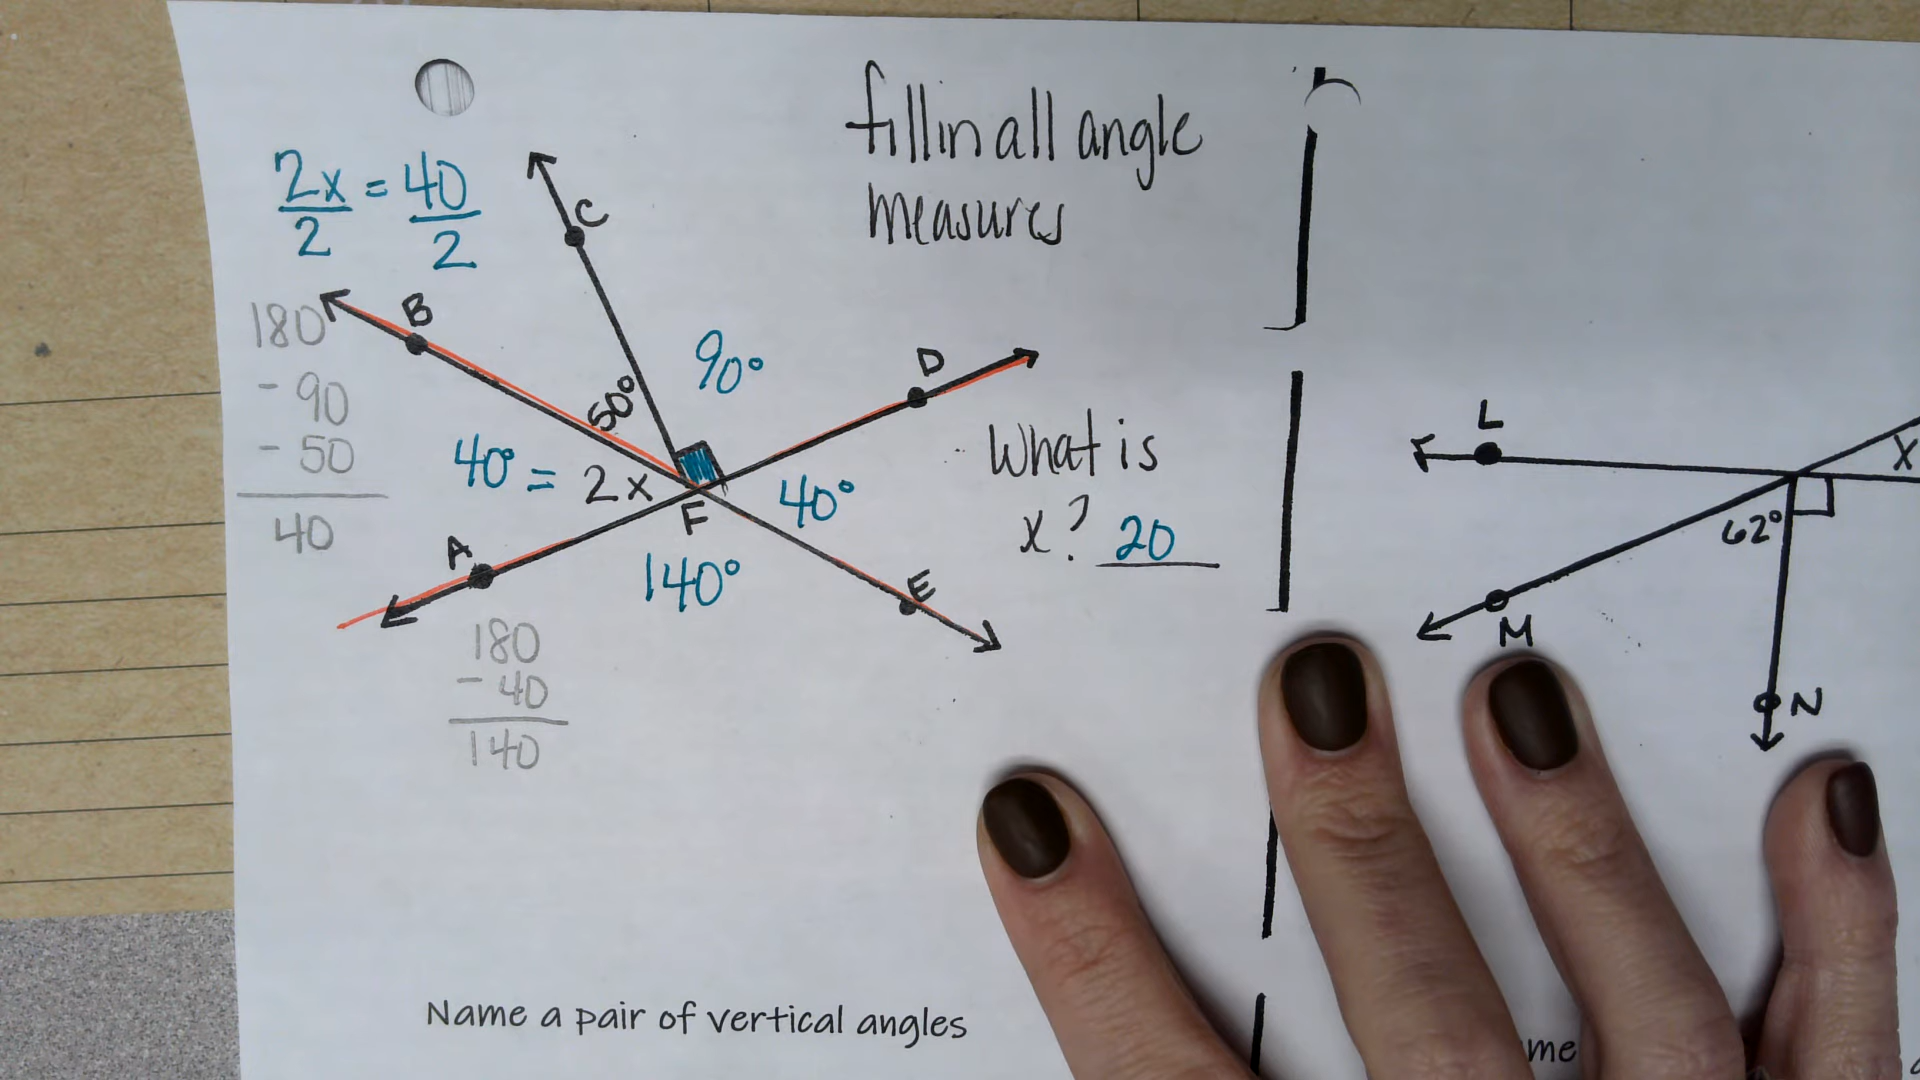 fill in all angle
measures
2x = 40
2 2
C
B
180
- 90
- 50
40
50°
90°
D
40° = 2x
F
40°
What is
x? 20
A
140°
E
180
- 40
140
Name a pair of vertical angles
L
X
62°
M
N